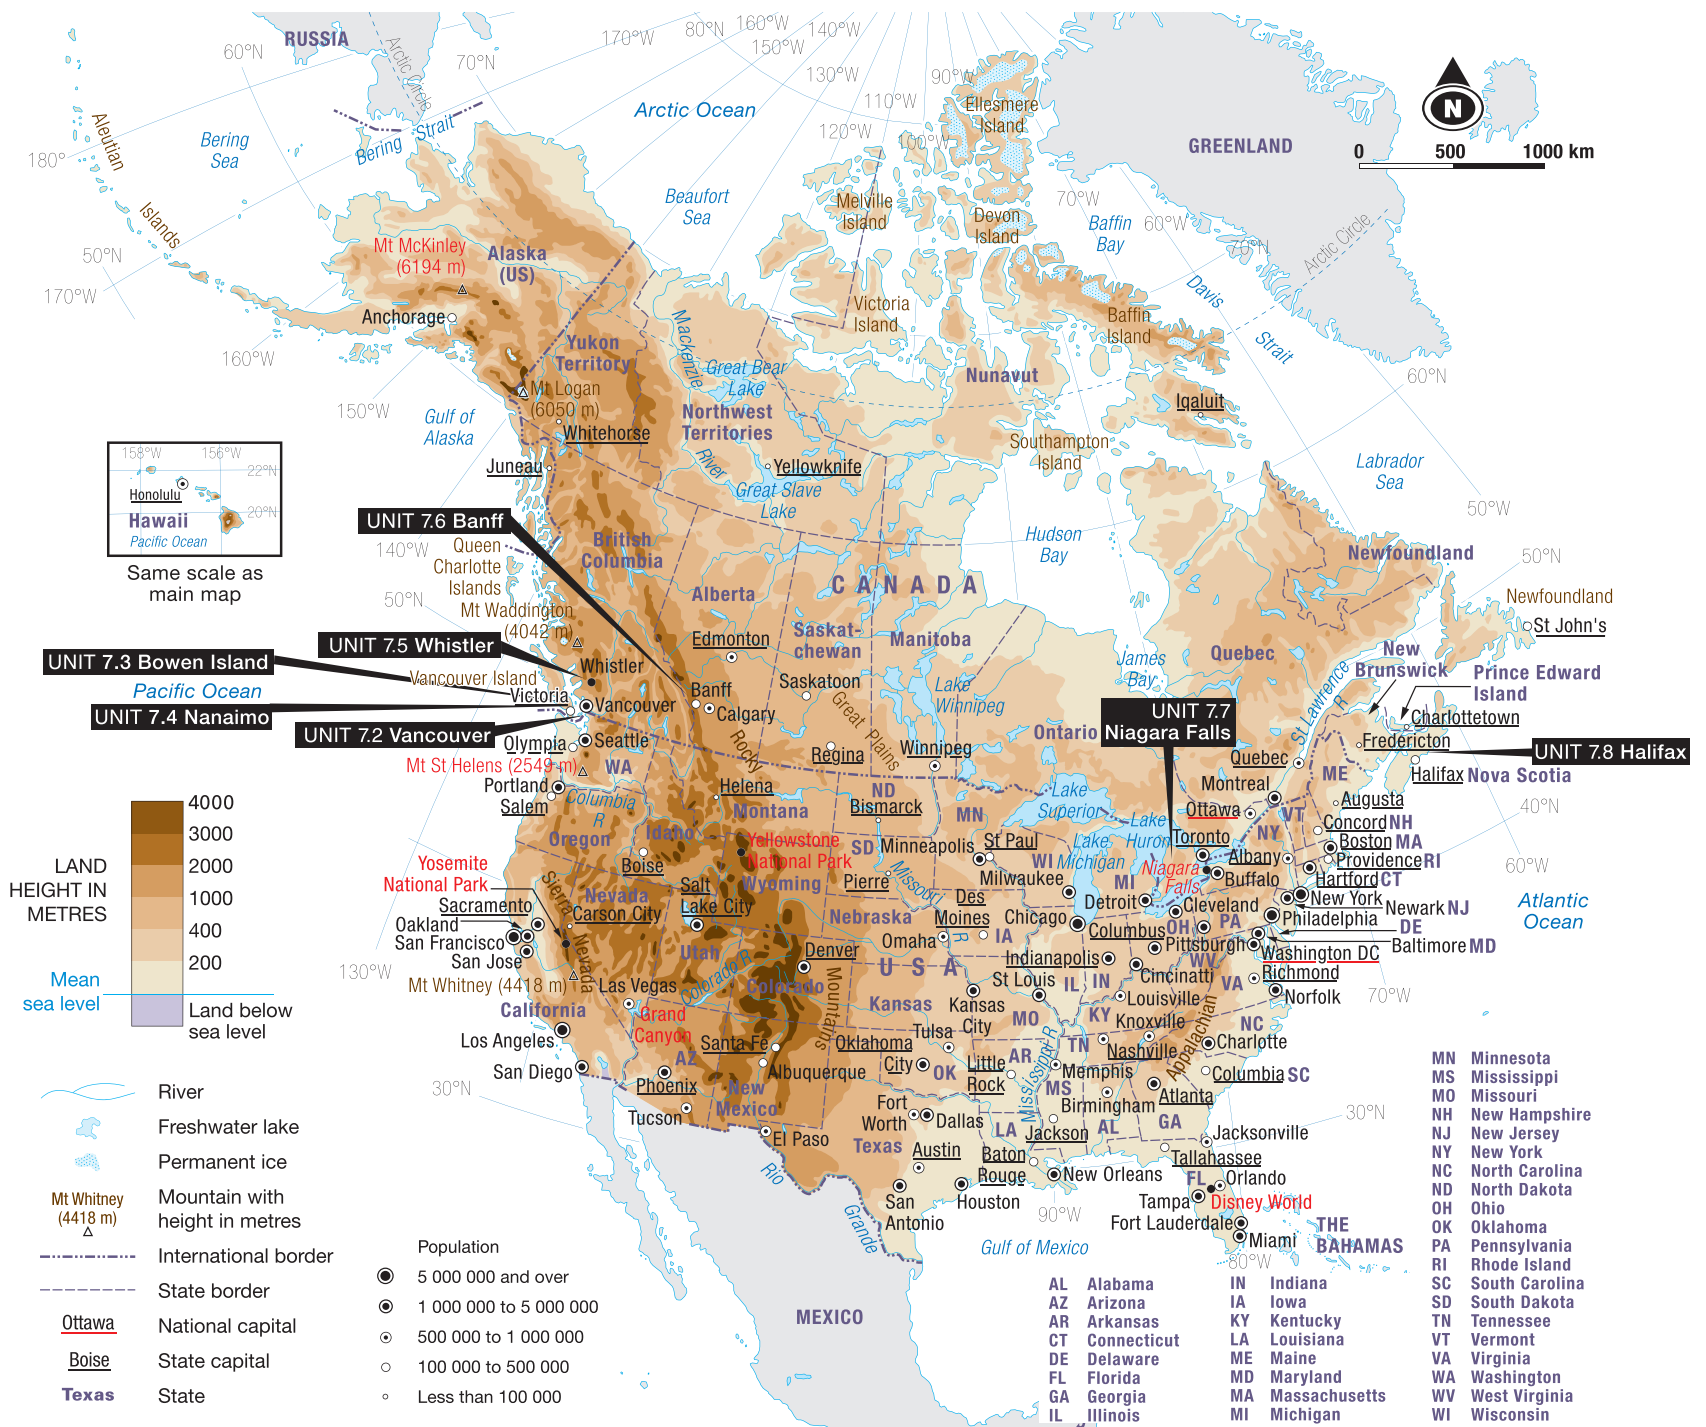 RUSSIA
60°N
70°N
170°W
80°N
160°W
150°W
140°W
130°W
120°W
110°W
100°W
90°W
Arctic Circle
Bering Strait
Bering
Sea
Aleutian
Islands
180°
50°N
170°W
160°W
150°W
Arctic Ocean
Beaufort
Sea
Ellesmere
Island
Melville
Island
Devon
Island
Victoria
Island
Baffin
Bay
Baffin
Island
70°W
60°W
70°N
GREENLAND
Arctic Circle
N
0 500 1000 km
Davis
Strait
60°N
Mt McKinley
(6194 m)
Alaska
(US)
Anchorage
Yukon
Territory
Mt Logan
(6050 m)
Whitehorse
Juneau
Gulf of
Alaska
Mackenzie
River
Great Bear
Lake
Northwest
Territories
Yellowknife
Great Slave
Lake
Nunavut
Iqaluit
Southampton
Island
Labrador
Sea
50°W
Hudson
Bay
158°W 156°W
22°N
20°N
Honolulu
Hawaii
Pacific Ocean
Same scale as
main map
UNIT 7.6 Banff
140°W
Queen
Charlotte
Islands
50°N
Mt Waddington
(4042 m)
British
Columbia
Alberta
CANADA
Saskat-
chewan
Manitoba
Edmonton
Saskatoon
Banff
Calgary
Great Plains
Lake
Winnipeg
Regina
Winnipeg
James
Bay
Ontario
Quebec
Newfoundland
50°N
Newfoundland
St John's
New
Brunswick
Prince Edward
Island
Charlottetown
Fredericton
Halifax
Nova Scotia
St Lawrence
R
UNIT 7.5 Whistler
UNIT 7.3 Bowen Island
UNIT 7.4 Nanaimo
UNIT 7.2 Vancouver
UNIT 7.7
Niagara Falls
UNIT 7.8 Halifax
Whistler
Vancouver Island
Pacific Ocean
Victoria
Vancouver
Olympia
Seattle
Mt St Helens (2549 m)
WA
Portland
Salem
Columbia
R
Oregon
Idaho
Boise
Helena
Montana
Rocky
Mountains
Yellowstone
National Park
Wyoming
ND
Bismarck
SD
Pierre
Missouri
R
MN
Minneapolis
St Paul
WI
Milwaukee
Lake
Superior
Lake
Michigan
Lake
Huron
MI
Detroit
Toronto
Niagara
Falls
Buffalo
Ottawa
Montreal
Quebec
VT
NY
ME
Augusta
Concord NH
Boston MA
Providence RI
Hartford CT
Albany
New York
Newark NJ
Philadelphia
DE
Baltimore MD
Washington DC
Richmond
Norfolk
40°N
60°W
Atlantic
Ocean
70°W
Yosemite
National Park
Sacramento
Oakland
San Francisco
San Jose
Sierra
Nevada
Nevada
Carson City
Salt
Lake City
Utah
Mt Whitney (4418 m)
130°W
California
Las Vegas
Colorado R
Grand
Canyon
Los Angeles
San Diego
30°N
AZ
Phoenix
Tucson
Denver
Colorado
Santa Fe
Albuquerque
New
Mexico
El Paso
Nebraska
Omaha
Des
Moines
IA
Chicago
USA
Kansas
Kansas
City
St Louis
MO
IL
IN
Indianapolis
Columbus
OH
Cleveland
Cincinatti
Pittsburgh
PA
WV
VA
Louisville
KY
Knoxville
Nashville
TN
Memphis
Appalachian
NC
Charlotte
Columbia SC
Atlanta
GA
Birmingham
AL
MS
Mississippi R
Jackson
AR
Little
Rock
Tulsa
Oklahoma
City
OK
Fort
Worth
Dallas
Texas
Austin
San
Antonio
Houston
LA
Baton
Rouge
New Orleans
Rio
Grande
Tallahassee
Jacksonville
FL
Orlando
Disney World
Tampa
Fort Lauderdale
Miami
30°N
90°W
80°W
Gulf of Mexico
THE
BAHAMAS
MEXICO
LAND
HEIGHT IN
METRES
4000
3000
2000
1000
400
200
Mean
sea level
Land below
sea level
River
Freshwater lake
Permanent ice
Mt Whitney
(4418 m)
Mountain with
height in metres
International border
State border
Ottawa National capital
Boise State capital
Texas State
Population
5 000 000 and over
1 000 000 to 5 000 000
500 000 to 1 000 000
100 000 to 500 000
Less than 100 000
AL Alabama
AZ Arizona
AR Arkansas
CT Connecticut
DE Delaware
FL Florida
GA Georgia
IL Illinois
IN Indiana
IA Iowa
KY Kentucky
LA Louisiana
ME Maine
MD Maryland
MA Massachusetts
MI Michigan
MN Minnesota
MS Mississippi
MO Missouri
NH New Hampshire
NJ New Jersey
NY New York
NC North Carolina
ND North Dakota
OH Ohio
OK Oklahoma
PA Pennsylvania
RI Rhode Island
SC South Carolina
SD South Dakota
TN Tennessee
VT Vermont
VA Virginia
WA Washington
WV West Virginia
WI Wisconsin